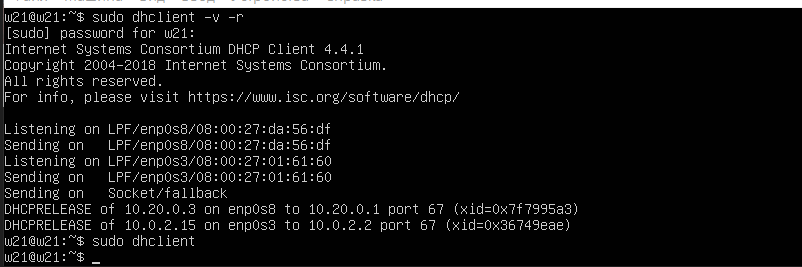 w21@w21:~$ sudo dhclient -v -r
[sudo] password for w21:
Internet Systems Consortium DHCP Client 4.4.1
Copyright 2004-2018 Internet Systems Consortium.
All rights reserved.
For info, please visit https://www.isc.org/software/dhcp/
Listening on LPF/enp0s8/08:00:27:da:56:df
Sending on   LPF/enp0s8/08:00:27:da:56:df
Listening on LPF/enp0s3/08:00:27:01:61:60
Sending on   LPF/enp0s3/08:00:27:01:61:60
Sending on   Socket/fallback
DHCPRELEASE of 10.20.0.3 on enp0s8 to 10.20.0.1 port 67 (xid=0x7f7995a3)
DHCPRELEASE of 10.0.2.15 on enp0s3 to 10.0.2.2 port 67 (xid=0x36749eae)
w21@w21:~$ sudo dhclient
w21@w21:~$ _